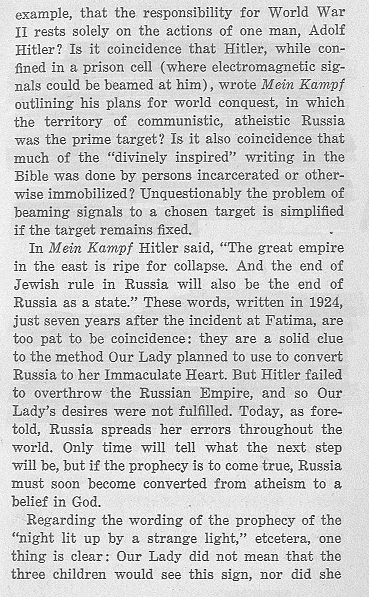 example, that the responsibility for World War
II rests solely on the actions of one man, Adolf
Hitler? Is it coincidence that Hitler, while con-
fined in a prison cell (where electromagnetic sig-
nals could be beamed at him), wrote Mein Kampf
outlining his plans for world conquest, in which
the territory of communistic, atheistic Russia
was the prime target? Is it also coincidence that
much of the “divinely inspired” writing in the
Bible was done by persons incarcerated or other-
wise immobilized? Unquestionably the problem of
beaming signals to a chosen target is simplified
if the target remains fixed.
In Mein Kampf Hitler said, “The great empire
in the east is ripe for collapse. And the end of
Jewish rule in Russia will also be the end of
Russia as a state.” These words, written in 1924,
just seven years after the incident at Fatima, are
too pat to be coincidence: they are a solid clue
to the method Our Lady planned to use to convert
Russia to her Immaculate Heart. But Hitler failed
to overthrow the Russian Empire, and so Our
Lady’s desires were not fulfilled. Today, as fore-
told, Russia spreads her errors throughout the
world. Only time will tell what the next step
will be, but if the prophecy is to come true, Russia
must soon become converted from atheism to a
belief in God.
Regarding the wording of the prophecy of the
“night lit up by a strange light,” etcetera, one
thing is clear: Our Lady did not mean that the
three children would see this sign, nor did she